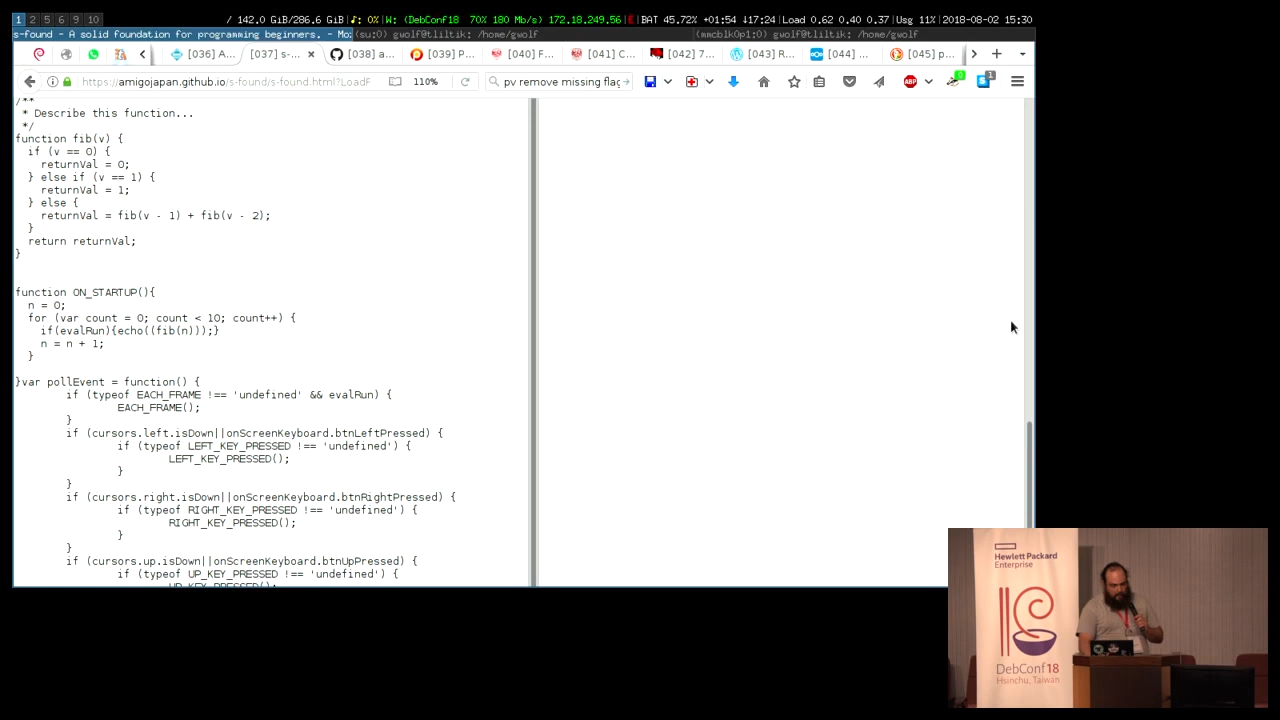 1 2 5 6 9 10 / 142.0 GiB/286.6 GiB|♪: 0%|W: (DebConf18 70% 180 Mb/s) 172.18.249.56| |BAT 45.72% +01:54 ↓17:24|Load 0.62 0.40 0.37|Usg 11%|2018-08-02 15:30
s-found - A solid foundation for programming beginners. - Mo (su:0) gwolf@tliltik: /home/gwolf (mmcblk0p1:0) gwolf@tliltik: /home/gwolf
[036] A... [037] s-... [038] a... [039] P... [040] F... [041] C... [042] 7... [043] R... [044] ... [045] p...
https://amigojapan.github.io/s-found/s-found.html?LoadF 110% pv remove missing flag ABP 0 1
/**
* Describe this function...
*/
function fib(v) {
if (v == 0) {
returnVal = 0;
} else if (v == 1) {
returnVal = 1;
} else {
returnVal = fib(v - 1) + fib(v - 2);
}
return returnVal;
}
function ON_STARTUP(){
n = 0;
for (var count = 0; count < 10; count++) {
if(evalRun){echo((fib(n)));}
n = n + 1;
}
}var pollEvent = function() {
if (typeof EACH_FRAME !== 'undefined' && evalRun) {
EACH_FRAME();
}
if (cursors.left.isDown||onScreenKeyboard.btnLeftPressed) {
if (typeof LEFT_KEY_PRESSED !== 'undefined') {
LEFT_KEY_PRESSED();
}
}
if (cursors.right.isDown||onScreenKeyboard.btnRightPressed) {
if (typeof RIGHT_KEY_PRESSED !== 'undefined') {
RIGHT_KEY_PRESSED();
}
}
if (cursors.up.isDown||onScreenKeyboard.btnUpPressed) {
if (typeof UP_KEY_PRESSED !== 'undefined') {
UP_KEY_PRESSED();
Hewlett Packard
Enterprise
DebConf18
Hsinchu, Taiwan